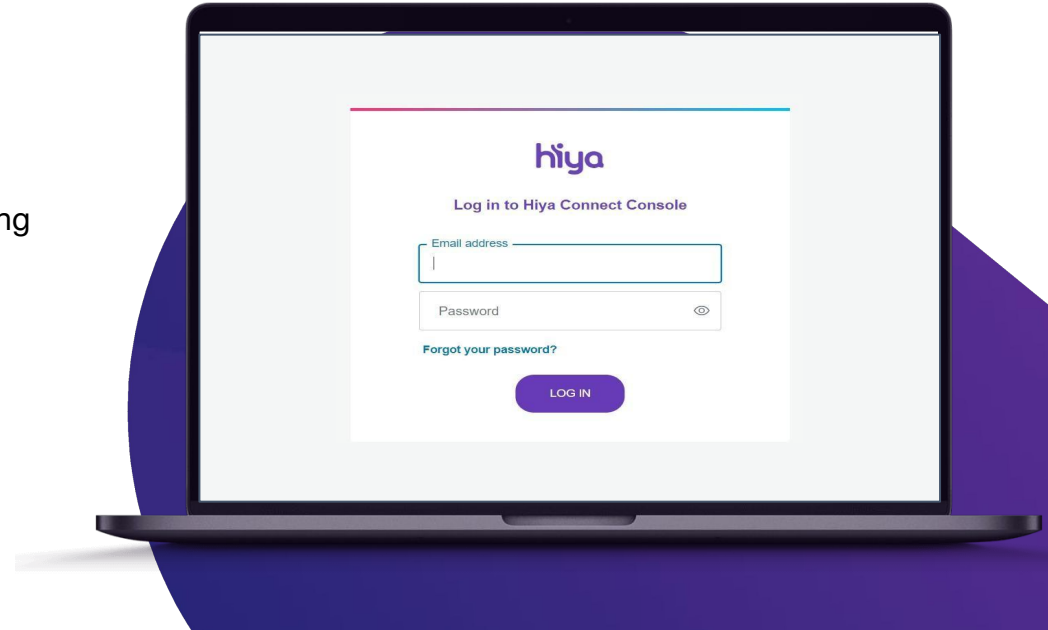 ng
hiya
Log in to Hiya Connect Console
Email address
Password
Forgot your password?
LOG IN